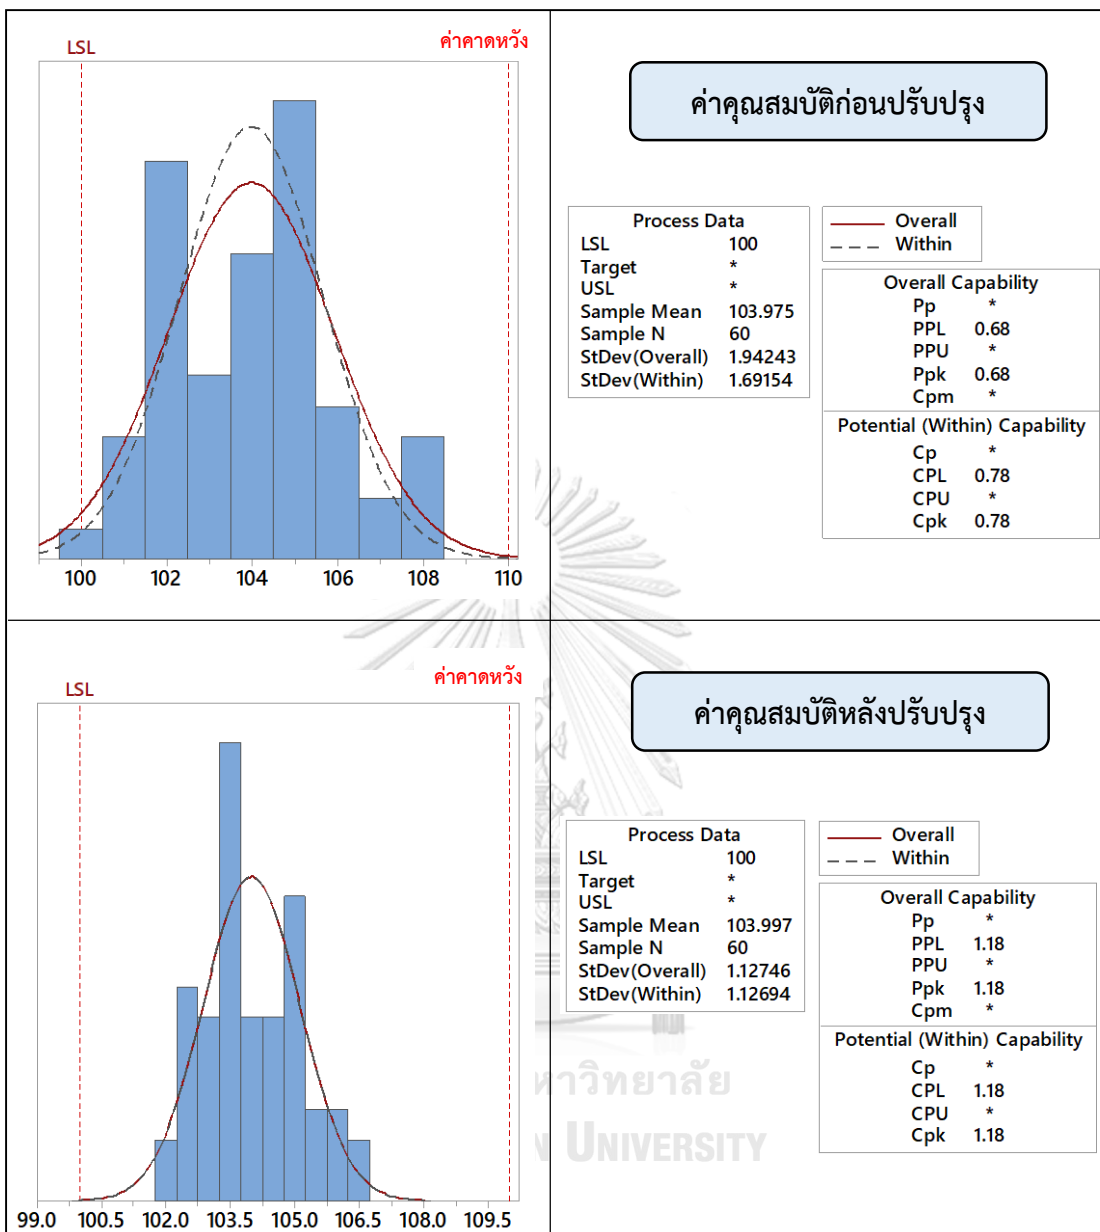 LSL ค่าคาดหวัง
100 102 104 106 108 110
ค่าคุณสมบัติก่อนปรับปรุง
Process Data
LSL 100
Target *
USL *
Sample Mean 103.975
Sample N 60
StDev(Overall) 1.94243
StDev(Within) 1.69154
Overall
Within
Overall Capability
Pp *
PPL 0.68
PPU *
Ppk 0.68
Cpm *
Potential (Within) Capability
Cp *
CPL 0.78
CPU *
Cpk 0.78
LSL ค่าคาดหวัง
99.0 100.5 102.0 103.5 105.0 106.5 108.0 109.5
ค่าคุณสมบัติหลังปรับปรุง
Process Data
LSL 100
Target *
USL *
Sample Mean 103.997
Sample N 60
StDev(Overall) 1.12746
StDev(Within) 1.12694
Overall
Within
Overall Capability
Pp *
PPL 1.18
PPU *
Ppk 1.18
Cpm *
Potential (Within) Capability
Cp *
CPL 1.18
CPU *
Cpk 1.18
UNIVERSITY